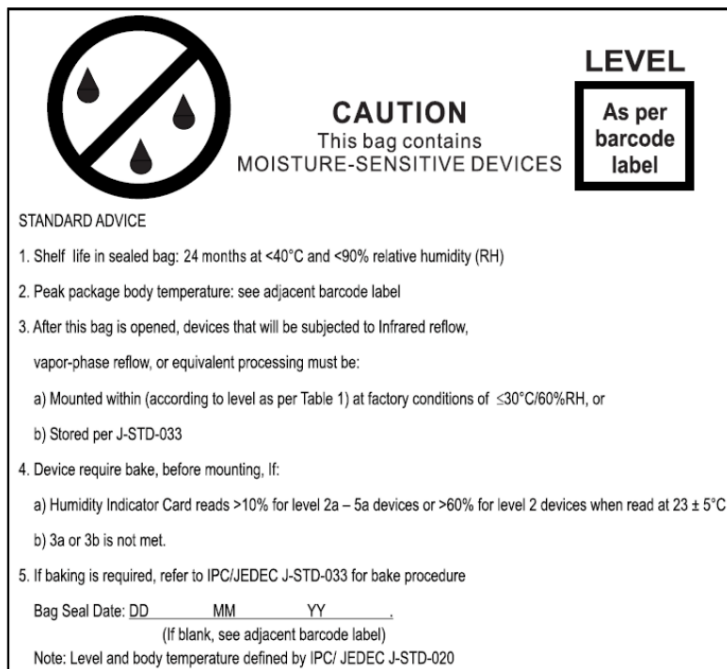 LEVEL
CAUTION
This bag contains
MOISTURE-SENSITIVE DEVICES
As per
barcode
label
STANDARD ADVICE
1. Shelf life in sealed bag: 24 months at <40°C and <90% relative humidity (RH)
2. Peak package body temperature: see adjacent barcode label
3. After this bag is opened, devices that will be subjected to Infrared reflow,
vapor-phase reflow, or equivalent processing must be:
a) Mounted within (according to level as per Table 1) at factory conditions of ≤30°C/60%RH, or
b) Stored per J-STD-033
4. Device require bake, before mounting, If:
a) Humidity Indicator Card reads >10% for level 2a – 5a devices or >60% for level 2 devices when read at 23 ± 5°C
b) 3a or 3b is not met.
5. If baking is required, refer to IPC/JEDEC J-STD-033 for bake procedure
Bag Seal Date: DD MM YY .
(If blank, see adjacent barcode label)
Note: Level and body temperature defined by IPC/ JEDEC J-STD-020